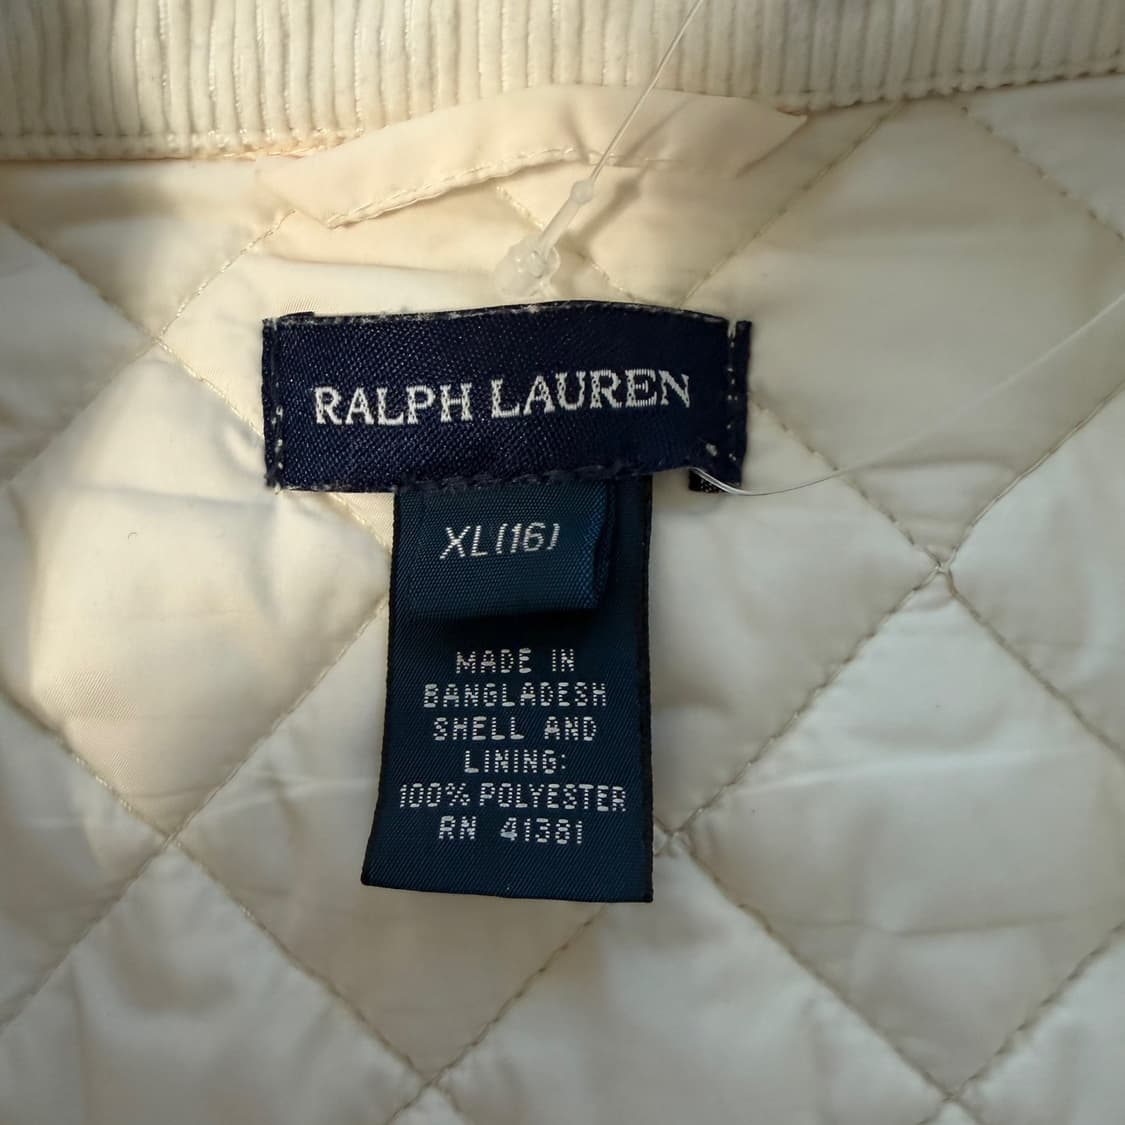 RALPH LAUREN
XL(16)
MADE IN
BANGLADESH
SHELL AND
LINING:
100% POLYESTER
RN 41381